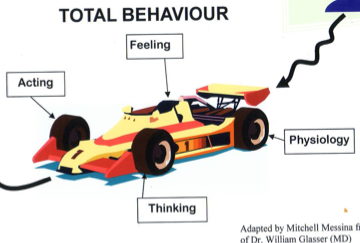 TOTAL BEHAVIOUR
Feeling
Acting
Physiology
Thinking
Adapted by Mitchell Messina
of Dr. William Glasser (MD)